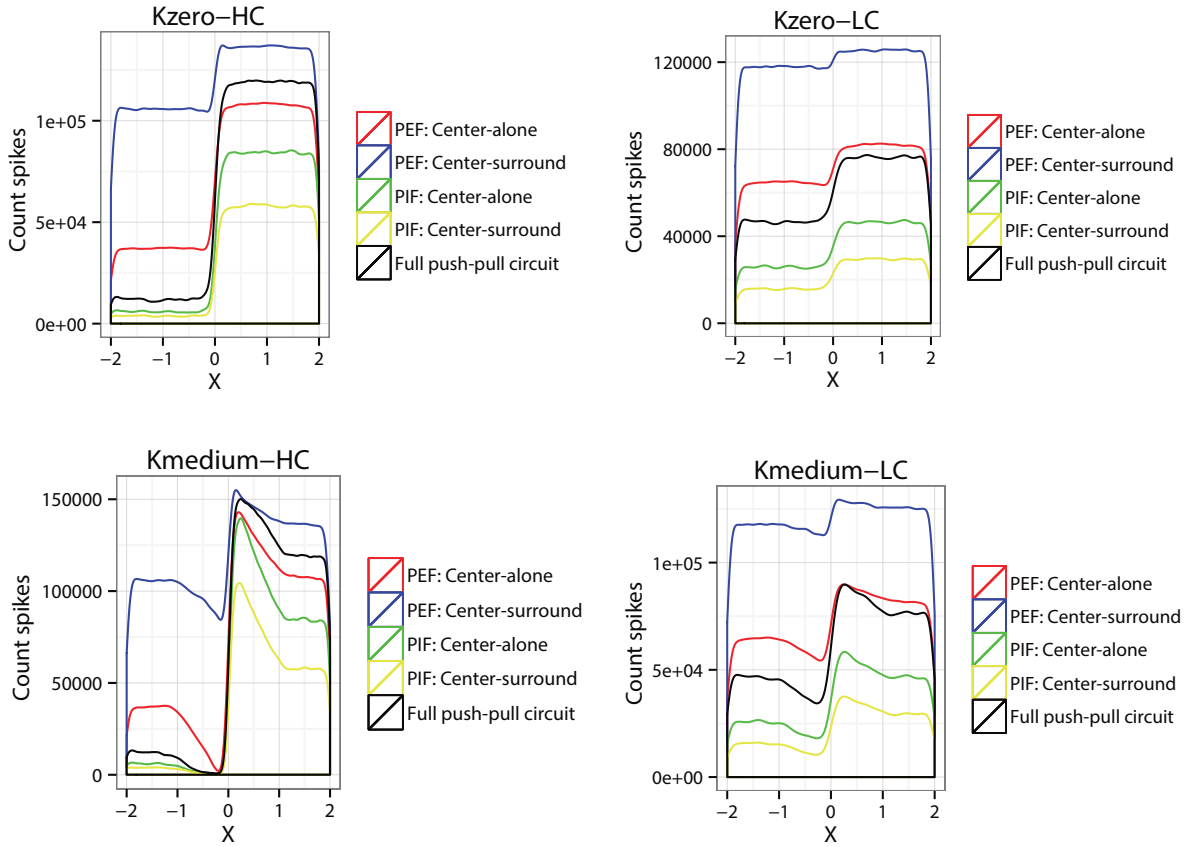 Kzero−HC
Count spikes
1e+05
5e+04
0e+00
−2
−1
0
1
2
X
PEF: Center-alone
PEF: Center-surround
PIF: Center-alone
PIF: Center-surround
Full push-pull circuit
Kzero−LC
Count spikes
120000
80000
40000
0
−2
−1
0
1
2
X
PEF: Center-alone
PEF: Center-surround
PIF: Center-alone
PIF: Center-surround
Full push-pull circuit
Kmedium−HC
Count spikes
150000
100000
50000
0
−2
−1
0
1
2
X
PEF: Center-alone
PEF: Center-surround
PIF: Center-alone
PIF: Center-surround
Full push-pull circuit
Kmedium−LC
Count spikes
1e+05
5e+04
0e+00
−2
−1
0
1
2
X
PEF: Center-alone
PEF: Center-surround
PIF: Center-alone
PIF: Center-surround
Full push-pull circuit